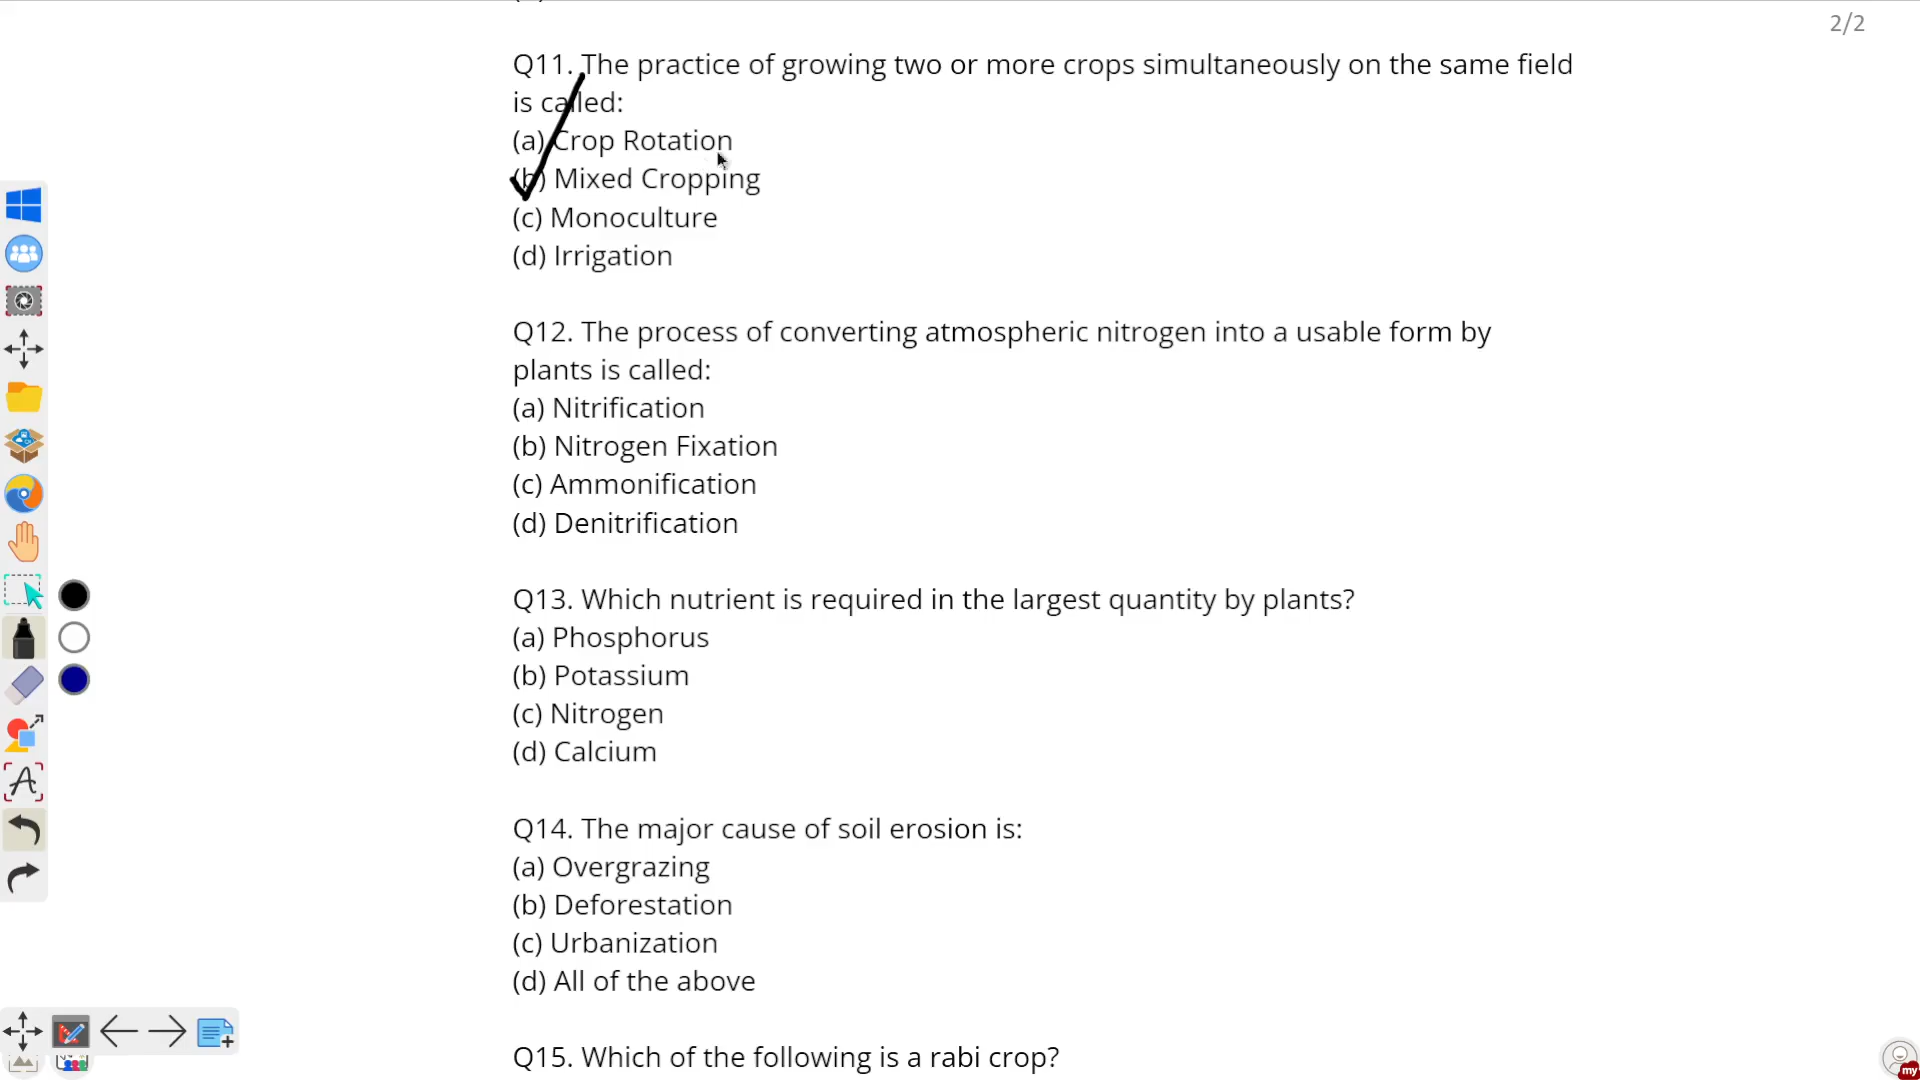 2/2
Q11. The practice of growing two or more crops simultaneously on the same field
is called:
(a) Crop Rotation
(b) Mixed Cropping
(c) Monoculture
(d) Irrigation
Q12. The process of converting atmospheric nitrogen into a usable form by
plants is called:
(a) Nitrification
(b) Nitrogen Fixation
(c) Ammonification
(d) Denitrification
Q13. Which nutrient is required in the largest quantity by plants?
(a) Phosphorus
(b) Potassium
(c) Nitrogen
(d) Calcium
Q14. The major cause of soil erosion is:
(a) Overgrazing
(b) Deforestation
(c) Urbanization
(d) All of the above
Q15. Which of the following is a rabi crop?
my